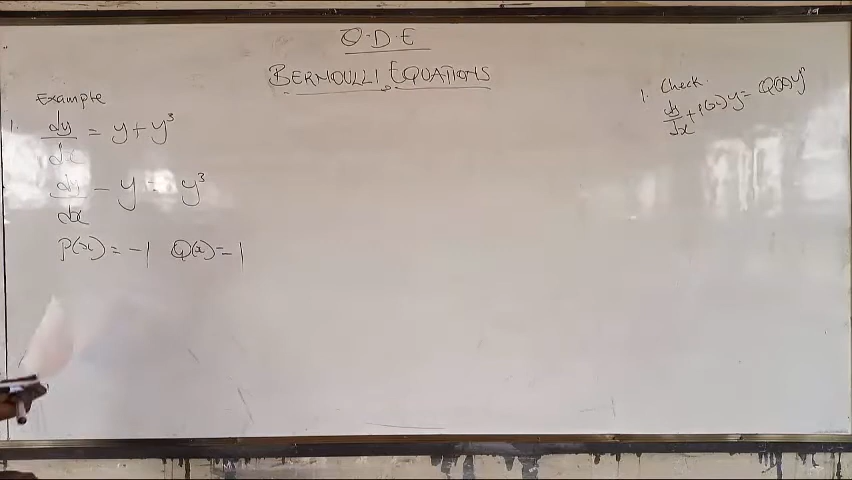 O.D.E
BERNOULLI EQUATIONS
Example
1. dy/dx = y + y³
dy/dx - y = y³
P(x) = -1 Q(x) = 1
1. Check.
dy/dx + P(x) y = Q(x) yⁿ